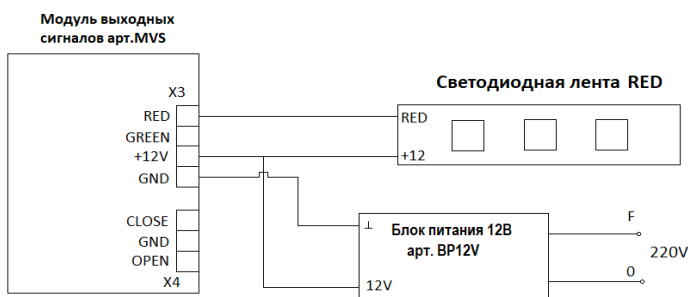 Модуль выходных
сигналов арт.MVS
X3
RED
GREEN
+12V
GND
CLOSE
GND
OPEN
X4
Светодиодная лента RED
RED
+12
⊥
Блок питания 12В
арт. BP12V
12V
F
220V
0